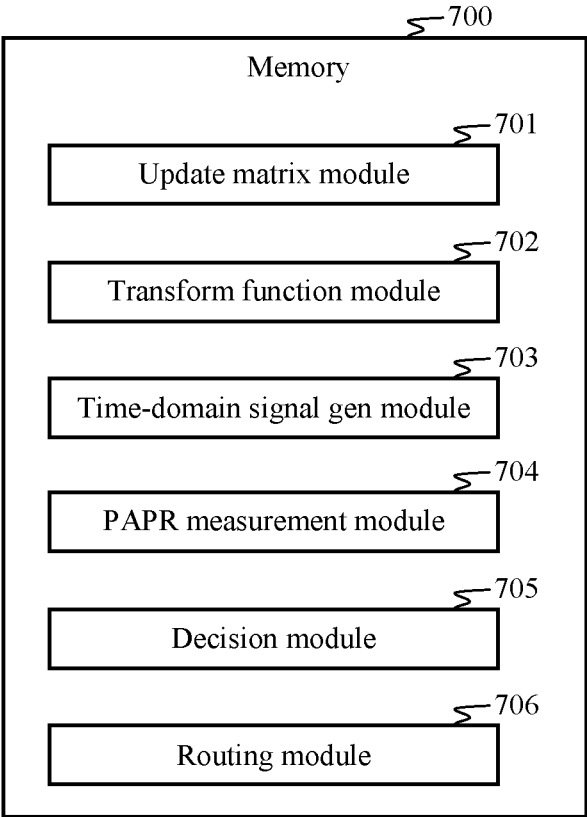 700
Memory
701
Update matrix module
702
Transform function module
703
Time-domain signal gen module
704
PAPR measurement module
705
Decision module
706
Routing module